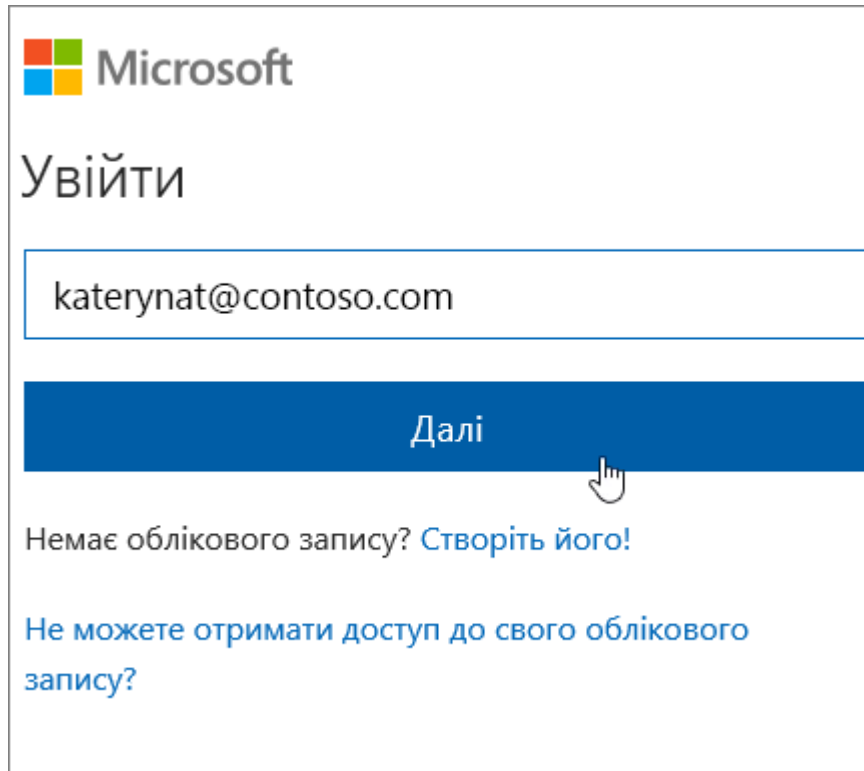 Microsoft
Увійти
katerynat@contoso.com
Далі
Немає облікового запису? Створіть його!
Не можете отримати доступ до свого облікового
запису?